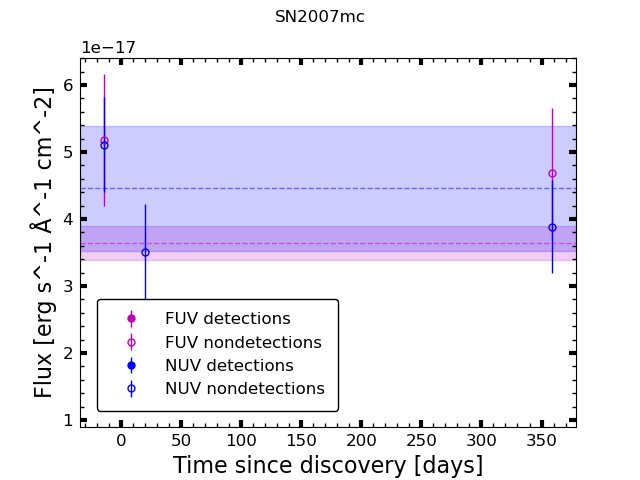 SN2007mc
1e−17
6
5
4
3
2
1
Flux [erg s^-1 Å^-1 cm^-2]
FUV detections
FUV nondetections
NUV detections
NUV nondetections
0 50 100 150 200 250 300 350
Time since discovery [days]